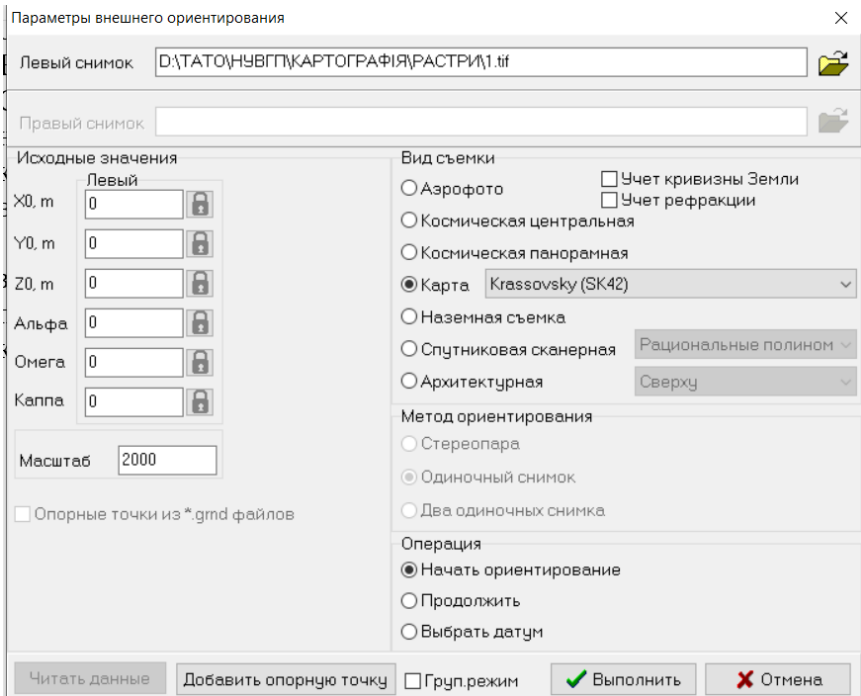 Параметры внешнего ориентирования
Левый снимок D:\ТАТО\НУВГП\КАРТОГРАФІЯ\РАСТРИ\1.tif
Правый снимок
Исходные значения
Левый
X0, m 0
Y0, m 0
Z0, m 0
Альфа 0
Омега 0
Каппа 0
Масштаб 2000
Опорные точки из *.grnd файлов
Вид съемки
Аэрофото
Учет кривизны Земли
Учет рефракции
Космическая центральная
Космическая панорамная
Карта Krassovsky (SK42)
Наземная съемка
Спутниковая сканерная Рациональные полином
Архитектурная Сверху
Метод ориентирования
Стереопара
Одиночный снимок
Два одиночных снимка
Операция
Начать ориентирование
Продолжить
Выбрать датум
Читать данные Добавить опорную точку Груп.режим Выполнить Отмена